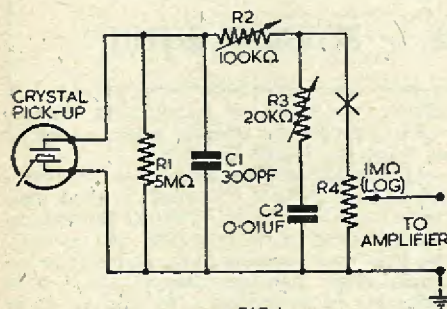 R2
100KΩ
CRYSTAL
PICK-UP
R1
5MΩ
C1
300PF
R3
20KΩ
C2
0·01UF
1MΩ
(LOG)
R4
TO
AMPLIFIER